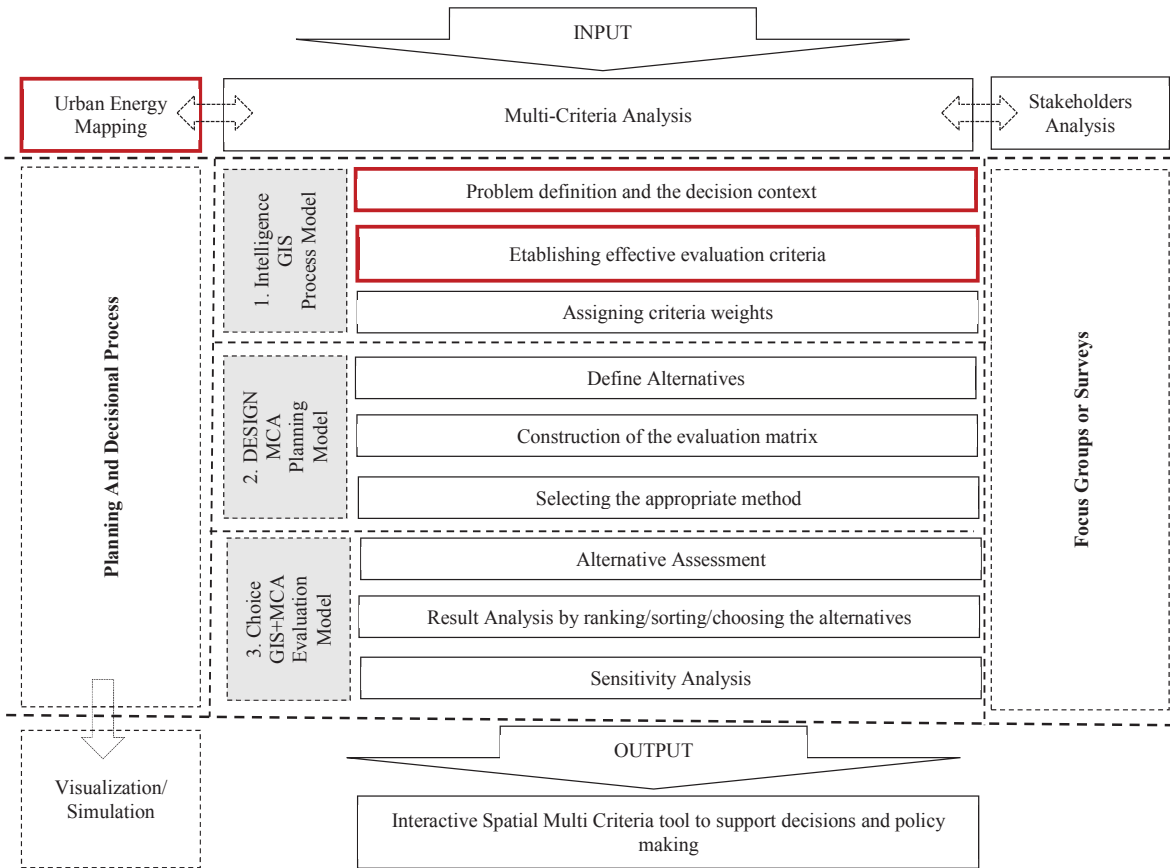 INPUT
Urban Energy
Mapping
Multi-Criteria Analysis
Stakeholders
Analysis
Planning And Decisional Process
1. Intelligence
GIS
Process Model
Problem definition and the decision context
Etablishing effective evaluation criteria
Assigning criteria weights
2. DESIGN
MCA
Planning
Model
Define Alternatives
Construction of the evaluation matrix
Selecting the appropriate method
3. Choice
GIS+MCA
Evaluation
Model
Alternative Assessment
Result Analysis by ranking/sorting/choosing the alternatives
Sensitivity Analysis
Focus Groups or Surveys
Visualization/
Simulation
OUTPUT
Interactive Spatial Multi Criteria tool to support decisions and policy
making